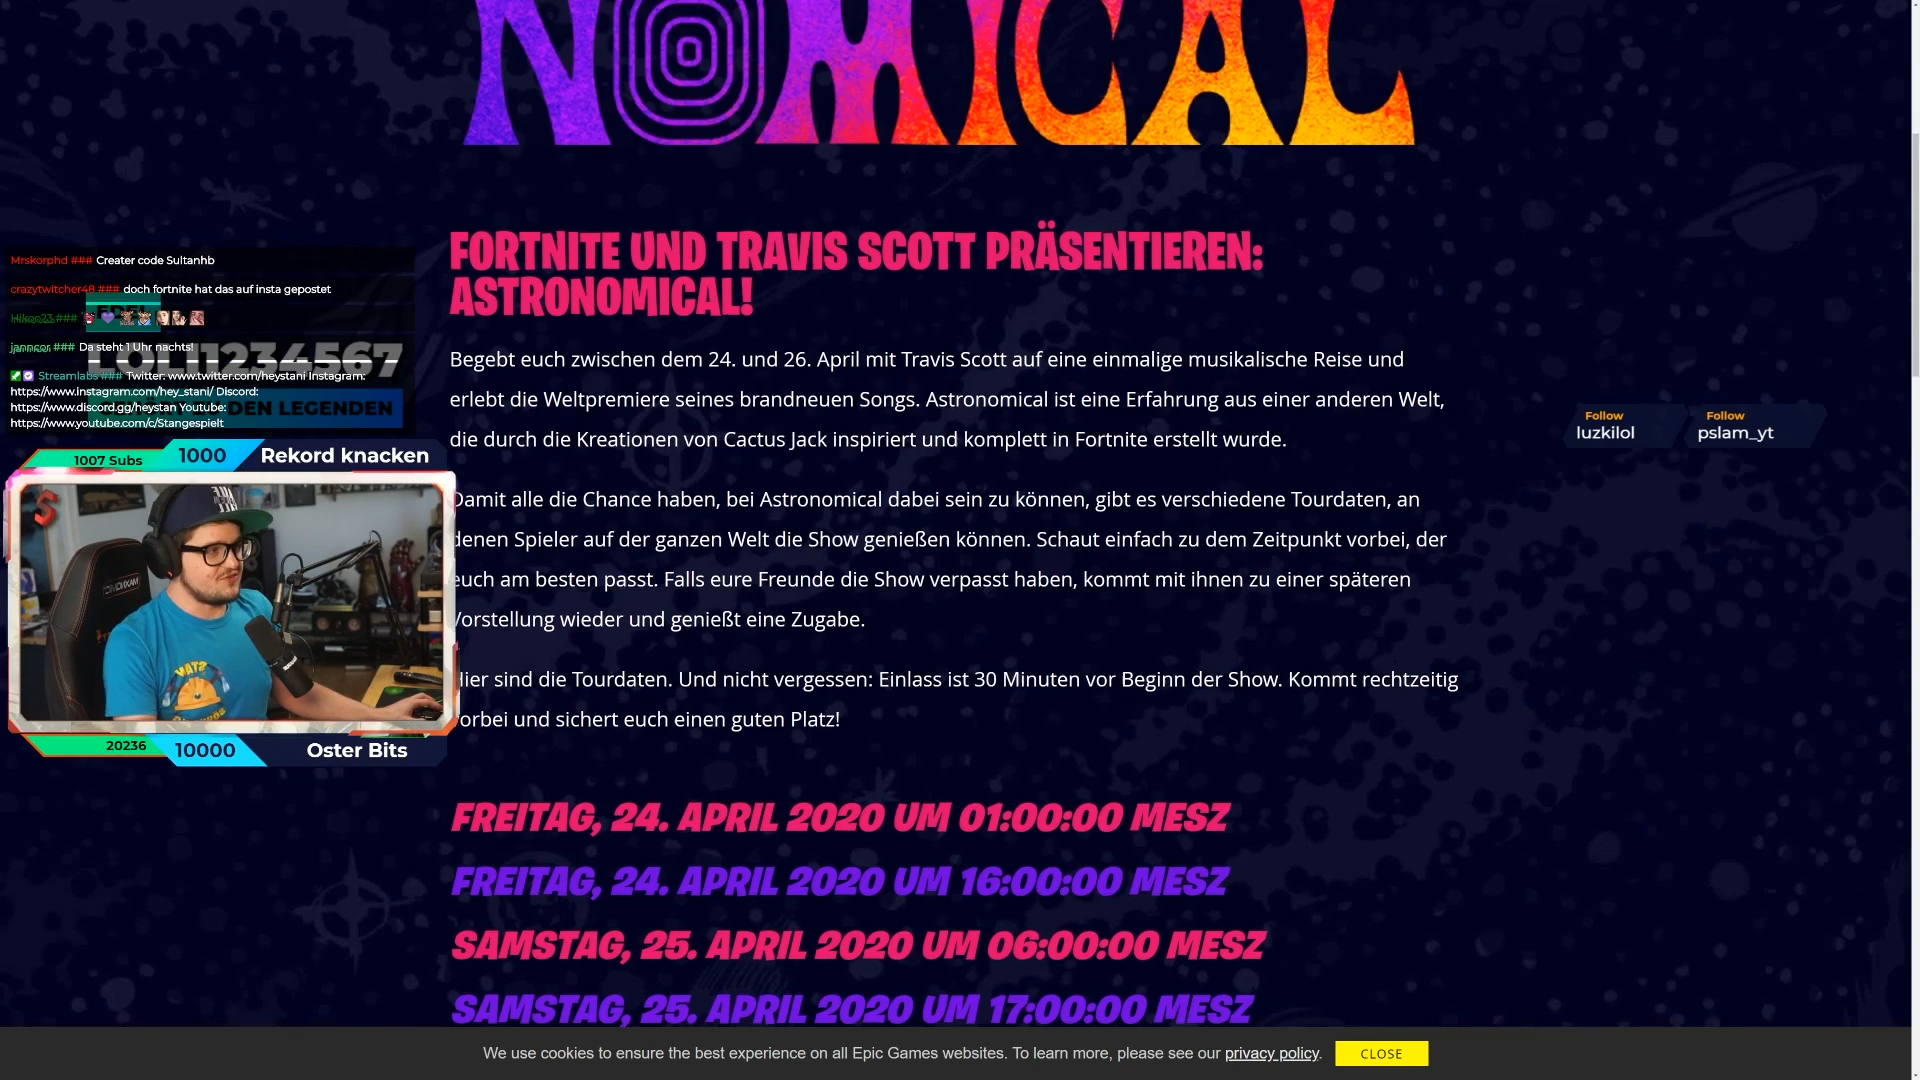 NOMICAL
FORTNITE UND TRAVIS SCOTT PRÄSENTIEREN:
ASTRONOMICAL!
Begebt euch zwischen dem 24. und 26. April mit Travis Scott auf eine einmalige musikalische Reise und
erlebt die Weltpremiere seines brandneuen Songs. Astronomical ist eine Erfahrung aus einer anderen Welt,
die durch die Kreationen von Cactus Jack inspiriert und komplett in Fortnite erstellt wurde.
Damit alle die Chance haben, bei Astronomical dabei sein zu können, gibt es verschiedene Tourdaten, an
denen Spieler auf der ganzen Welt die Show genießen können. Schaut einfach zu dem Zeitpunkt vorbei, der
euch am besten passt. Falls eure Freunde die Show verpasst haben, kommt mit ihnen zu einer späteren
Vorstellung wieder und genießt eine Zugabe.
Hier sind die Tourdaten. Und nicht vergessen: Einlass ist 30 Minuten vor Beginn der Show. Kommt rechtzeitig
vorbei und sichert euch einen guten Platz!
FREITAG, 24. APRIL 2020 UM 01:00:00 MESZ
FREITAG, 24. APRIL 2020 UM 16:00:00 MESZ
SAMSTAG, 25. APRIL 2020 UM 06:00:00 MESZ
SAMSTAG, 25. APRIL 2020 UM 17:00:00 MESZ
Mrskorphd ### Creater code Sultanhb
crazytwitcher48 ### doch fortnite hat das auf insta gepostet
###
janncor ### Da steht 1 Uhr nachts!
LOLI1234567
Streamlabs ### Twitter: www.twitter.com/heystani Instagram:
https://www.instagram.com/hey_stani/ Discord:
https://www.discord.gg/heystan Youtube:
DEN LEGENDEN
https://www.youtube.com/c/Stangespielt
1007 Subs 1000 Rekord knacken
20236 10000 Oster Bits
Follow
luzkilol
Follow
pslam_yt
We use cookies to ensure the best experience on all Epic Games websites. To learn more, please see our privacy policy.
CLOSE